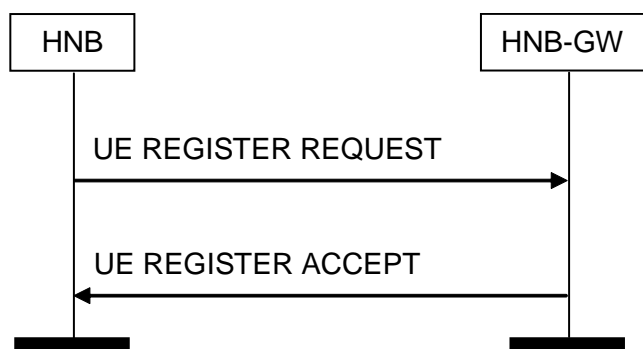 HNB
HNB-GW
UE REGISTER REQUEST
UE REGISTER ACCEPT